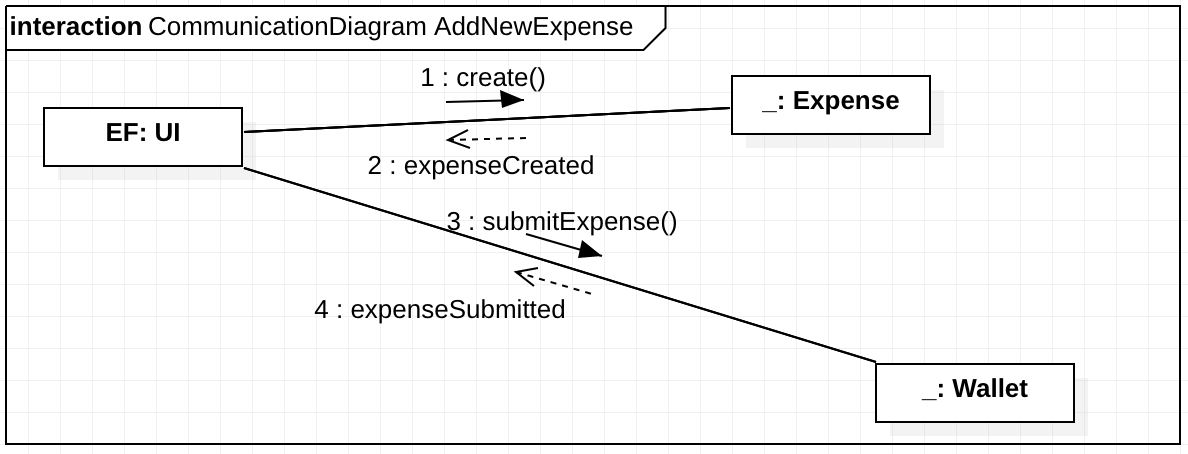 interaction CommunicationDiagram AddNewExpense
1 : create()
_: Expense
EF: UI
2 : expenseCreated
3 : submitExpense()
4 : expenseSubmitted
_: Wallet